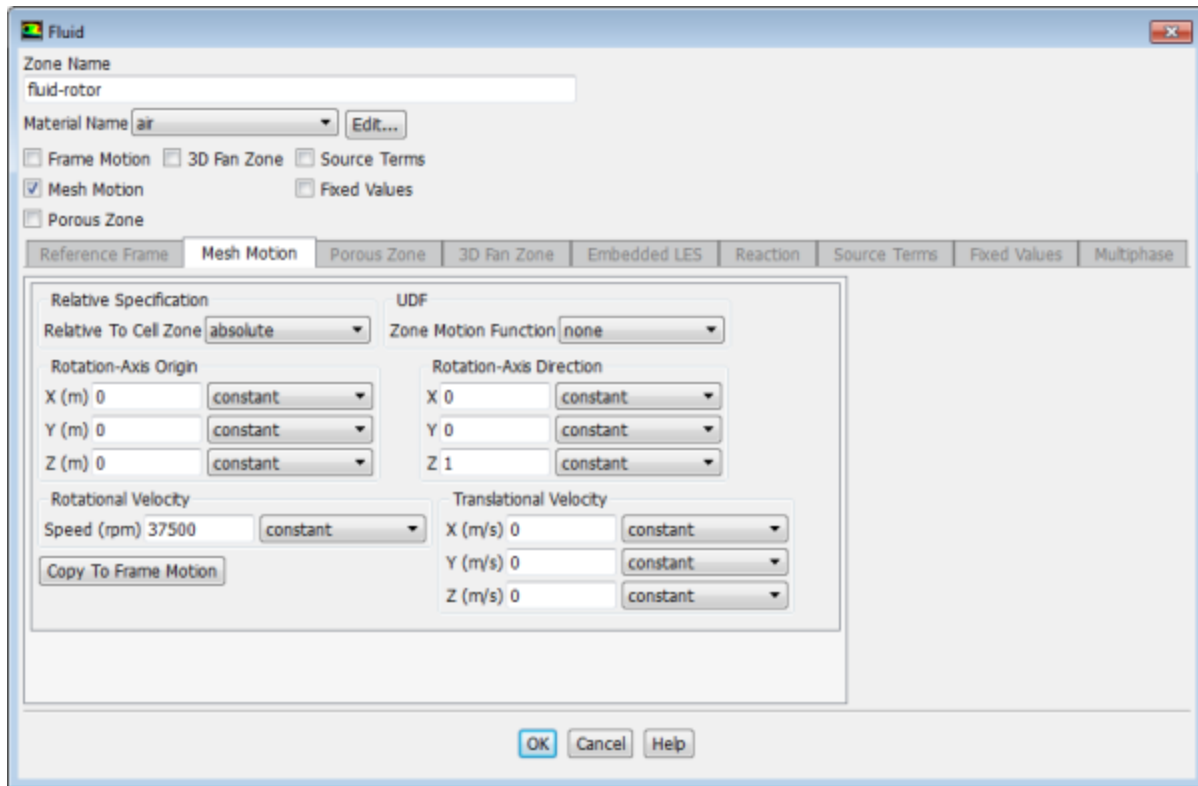 Fluid
Zone Name
fluid-rotor
Material Name air Edit...
Frame Motion 3D Fan Zone Source Terms
Mesh Motion Fixed Values
Porous Zone
Reference Frame Mesh Motion Porous Zone 3D Fan Zone Embedded LES Reaction Source Terms Fixed Values Multiphase
Relative Specification UDF
Relative To Cell Zone absolute Zone Motion Function none
Rotation-Axis Origin Rotation-Axis Direction
X (m) 0 constant X 0 constant
Y (m) 0 constant Y 0 constant
Z (m) 0 constant Z 1 constant
Rotational Velocity Translational Velocity
Speed (rpm) 37500 constant X (m/s) 0 constant
Copy To Frame Motion Y (m/s) 0 constant
Z (m/s) 0 constant
OK Cancel Help